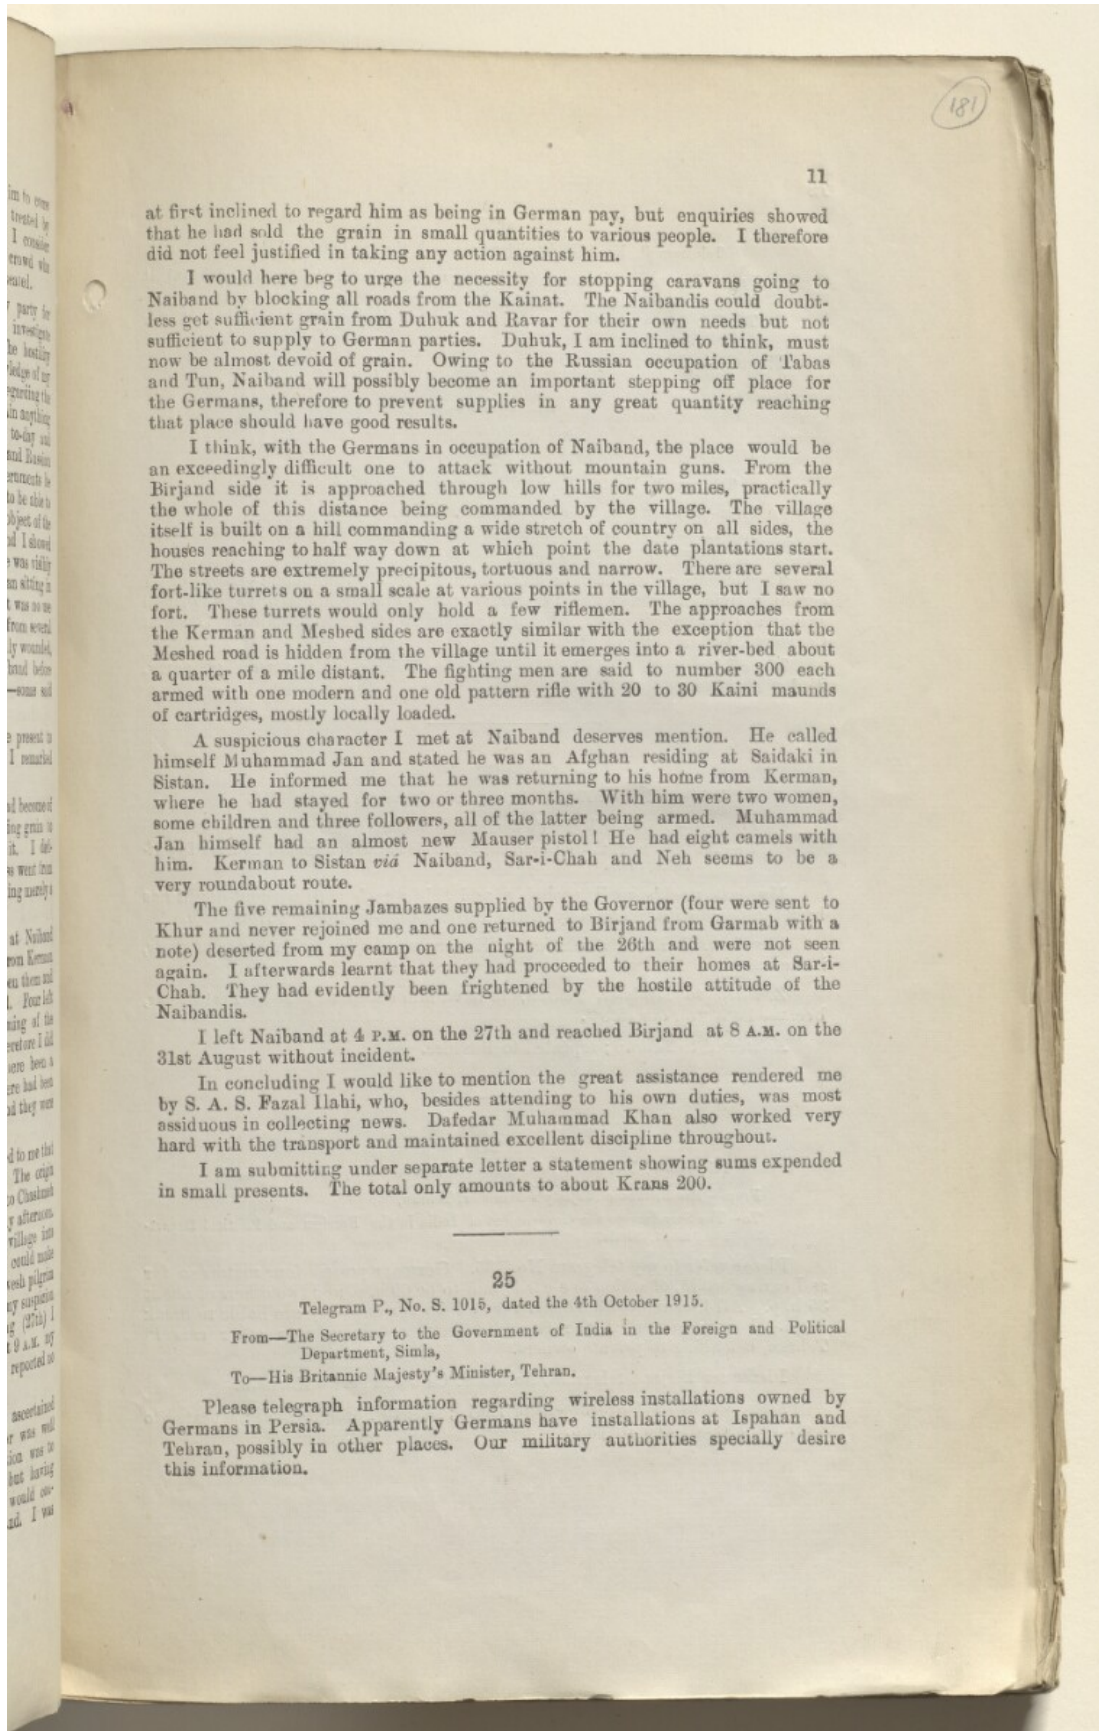 181
11
at first inclined to regard him as being in German pay, but enquiries showed
that he had sold the grain in small quantities to various people. I therefore
did not feel justified in taking any action against him.
I would here beg to urge the necessity for stopping caravans going to
Naiband by blocking all roads from the Kainat. The Naibandis could doubt-
less get sufficient grain from Duhuk and Ravar for their own needs but not
sufficient to supply to German parties. Duhuk, I am inclined to think, must
now be almost devoid of grain. Owing to the Russian occupation of Tabas
and Tun, Naiband will possibly become an important stepping off place for
the Germans, therefore to prevent supplies in any great quantity reaching
that place should have good results.
I think, with the Germans in occupation of Naiband, the place would be
an exceedingly difficult one to attack without mountain guns. From the
Birjand side it is approached through low hills for two miles, practically
the whole of this distance being commanded by the village. The village
itself is built on a hill commanding a wide stretch of country on all sides, the
houses reaching to half way down at which point the date plantations start.
The streets are extremely precipitous, tortuous and narrow. There are several
fort-like turrets on a small scale at various points in the village, but I saw no
fort. These turrets would only hold a few riflemen. The approaches from
the Kerman and Meshed sides are exactly similar with the exception that the
Meshed road is hidden from the village until it emerges into a river-bed about
a quarter of a mile distant. The fighting men are said to number 300 each
armed with one modern and one old pattern rifle with 20 to 30 Kaini maunds
of cartridges, mostly locally loaded.
A suspicious character I met at Naiband deserves mention. He called
himself Muhammad Jan and stated he was an Afghan residing at Saidaki in
Sistan. He informed me that he was returning to his home from Kerman,
where he had stayed for two or three months. With him were two women,
some children and three followers, all of the latter being armed. Muhammad
Jan himself had an almost new Mauser pistol! He had eight camels with
him. Kerman to Sistan viâ Naiband, Sar-i-Chah and Neh seems to be a
very roundabout route.
The five remaining Jambazes supplied by the Governor (four were sent to
Khur and never rejoined me and one returned to Birjand from Garmab with a
note) deserted from my camp on the night of the 26th and were not seen
again. I afterwards learnt that they had proceeded to their homes at Sar-i-
Chah. They had evidently been frightened by the hostile attitude of the
Naibandis.
I left Naiband at 4 P.M. on the 27th and reached Birjand at 8 A.M. on the
31st August without incident.
In concluding I would like to mention the great assistance rendered me
by S. A. S. Fazal Ilahi, who, besides attending to his own duties, was most
assiduous in collecting news. Dafedar Muhammad Khan also worked very
hard with the transport and maintained excellent discipline throughout.
I am submitting under separate letter a statement showing sums expended
in small presents. The total only amounts to about Krans 200.
25
Telegram P., No. S. 1015, dated the 4th October 1915.
From—The Secretary to the Government of India in the Foreign and Political
Department, Simla,
To—His Britannic Majesty's Minister, Tehran.
Please telegraph information regarding wireless installations owned by
Germans in Persia. Apparently Germans have installations at Ispahan and
Tehran, possibly in other places. Our military authorities specially desire
this information.